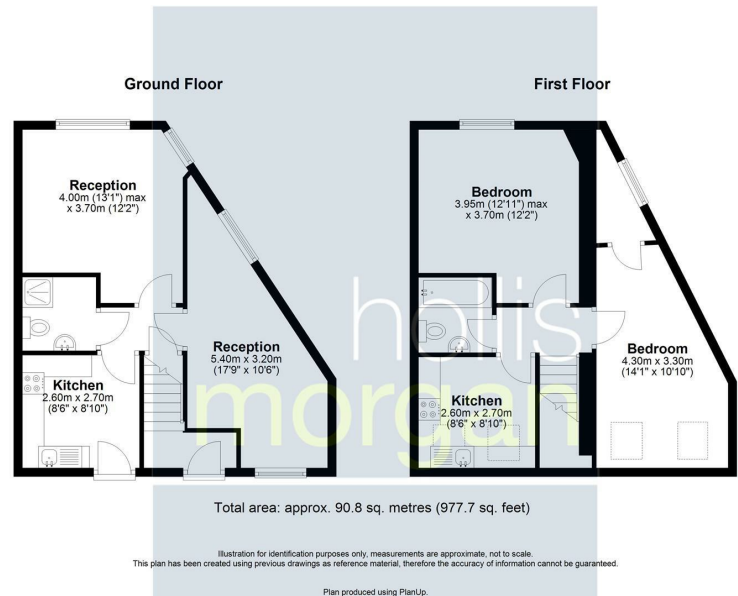 Ground Floor
First Floor
Reception
4.00m (13'1") max
x 3.70m (12'2")
Reception
5.40m x 3.20m
(17'9" x 10'6")
Kitchen
2.60m x 2.70m
(8'6" x 8'10")
Bedroom
3.95m (12'11") max
x 3.70m (12'2")
Bedroom
4.30m x 3.30m
(14'1" x 10'10")
Kitchen
2.60m x 2.70m
(8'6" x 8'10")
hollis
morgan
Total area: approx. 90.8 sq. metres (977.7 sq. feet)
Illustration for identification purposes only, measurements are approximate, not to scale.
This plan has been created using previous drawings as reference material, therefore the accuracy of information cannot be guaranteed.
Plan produced using PlanUp.